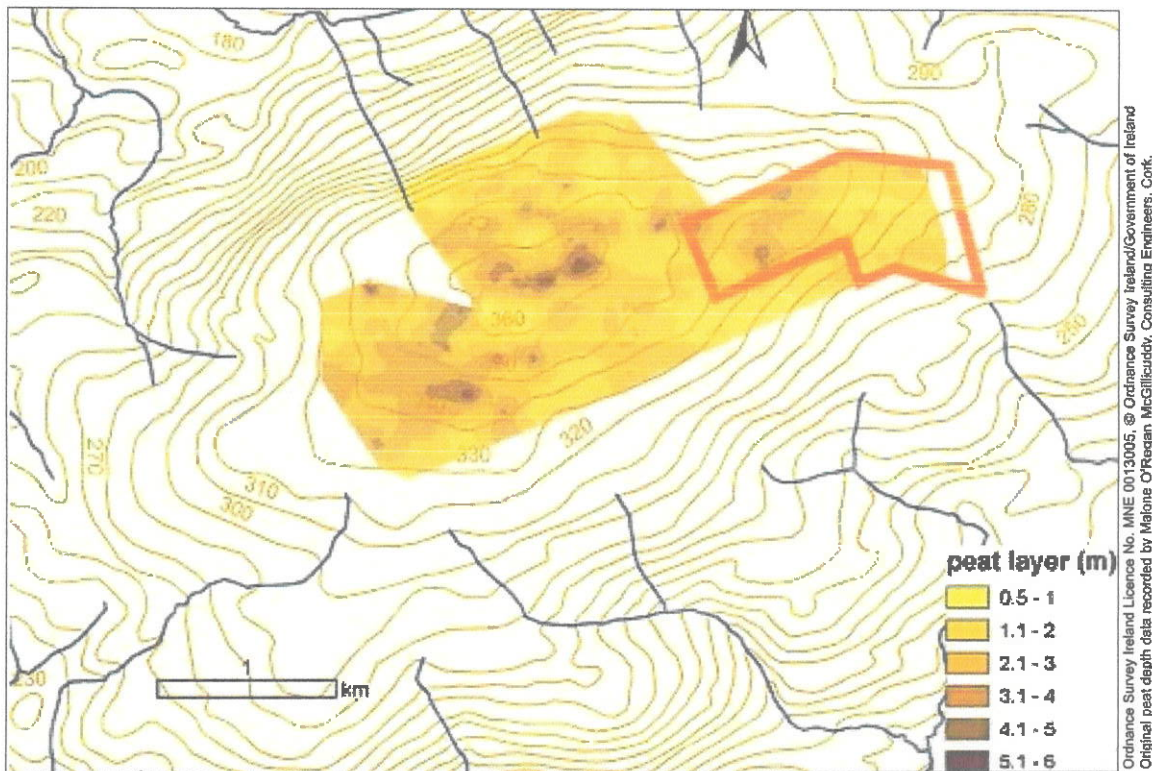 180
290
200
220
280
260
360
270
320
330
310
300
230
1
km
peat layer (m)
0.5 - 1
1.1 - 2
2.1 - 3
3.1 - 4
4.1 - 5
5.1 - 6
Ordnance Survey Ireland Licence No. MNE 0013005, © Ordnance Survey Ireland/Government of Ireland
Original peat depth data recorded by Malone O'Regan McGillicuddy, Consulting Engineers, Cork.